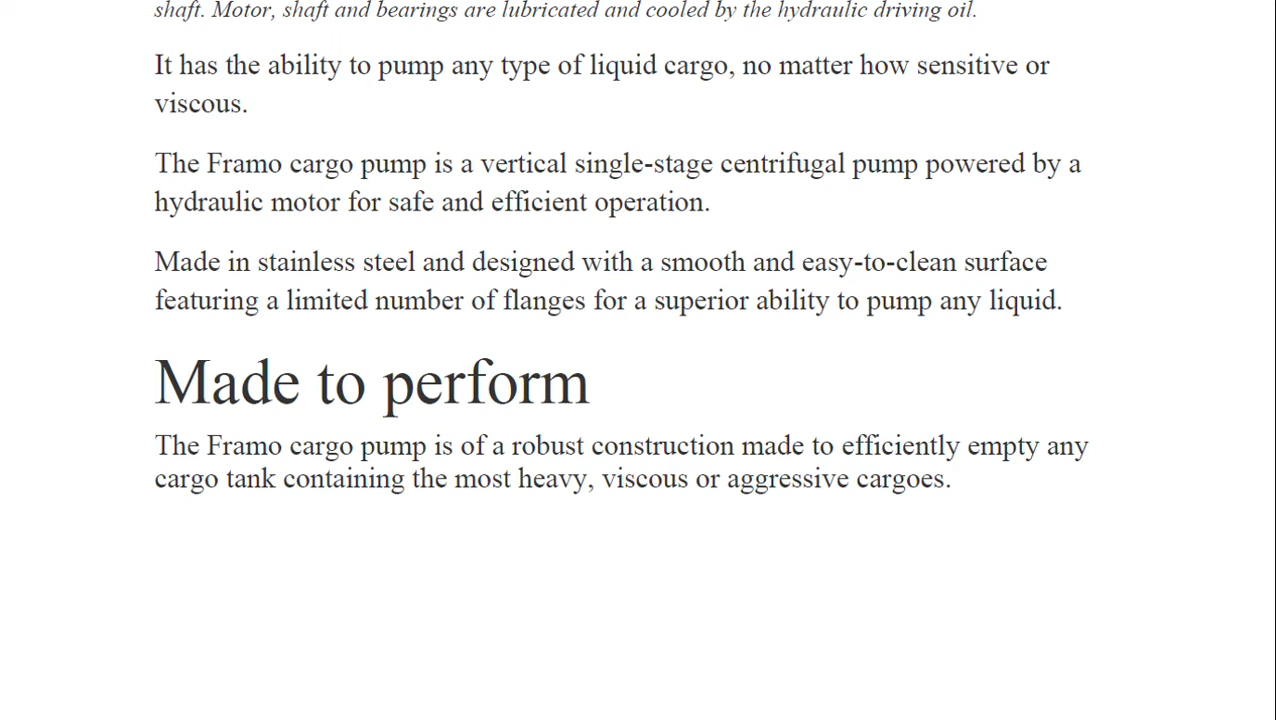 shaft. Motor, shaft and bearings are lubricated and cooled by the hydraulic driving oil.
It has the ability to pump any type of liquid cargo, no matter how sensitive or
viscous.
The Framo cargo pump is a vertical single-stage centrifugal pump powered by a
hydraulic motor for safe and efficient operation.
Made in stainless steel and designed with a smooth and easy-to-clean surface
featuring a limited number of flanges for a superior ability to pump any liquid.
Made to perform
The Framo cargo pump is of a robust construction made to efficiently empty any
cargo tank containing the most heavy, viscous or aggressive cargoes.